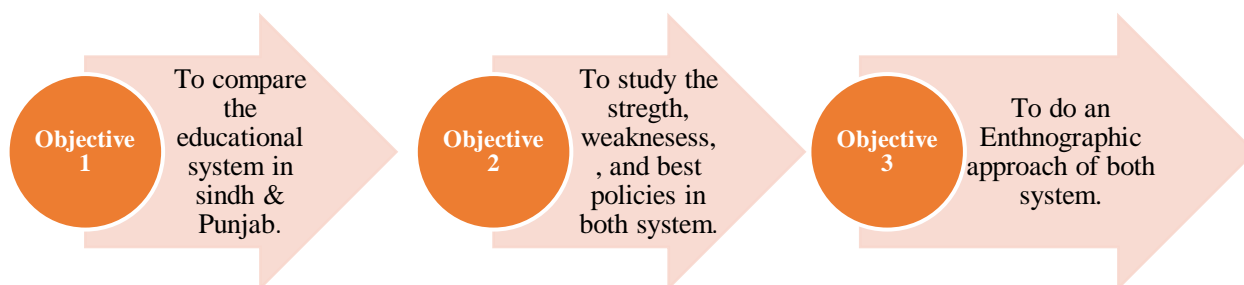 Objective
1
To compare
the
educational
system in
sindh &
Punjab.
Objective
2
To study the
stregth,
weaknesess,
, and best
policies in
both system.
Objective
3
To do an
Enthnographic
approach of both
system.